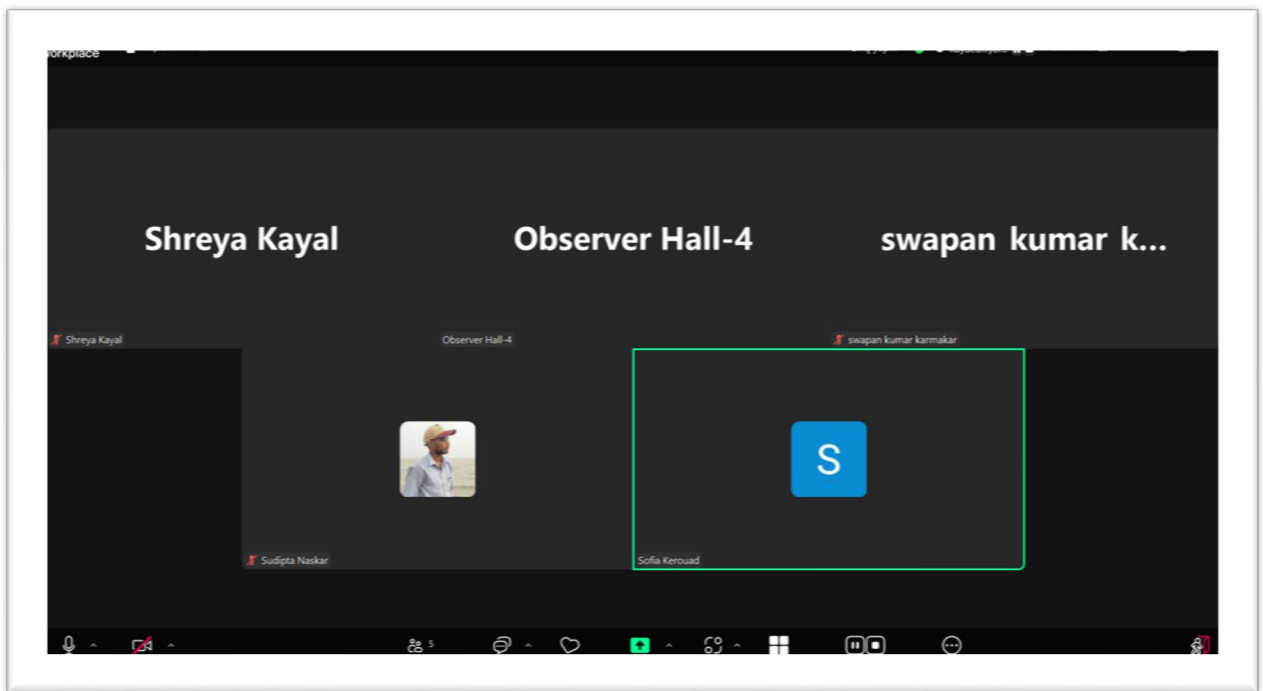 orkplace
Shreya Kayal
Observer Hall-4
swapan kumar k...
Shreya Kayal
Observer Hall-4
swapan kumar karmakar
S
Sudipta Naskar
Sofia Kerouad
5